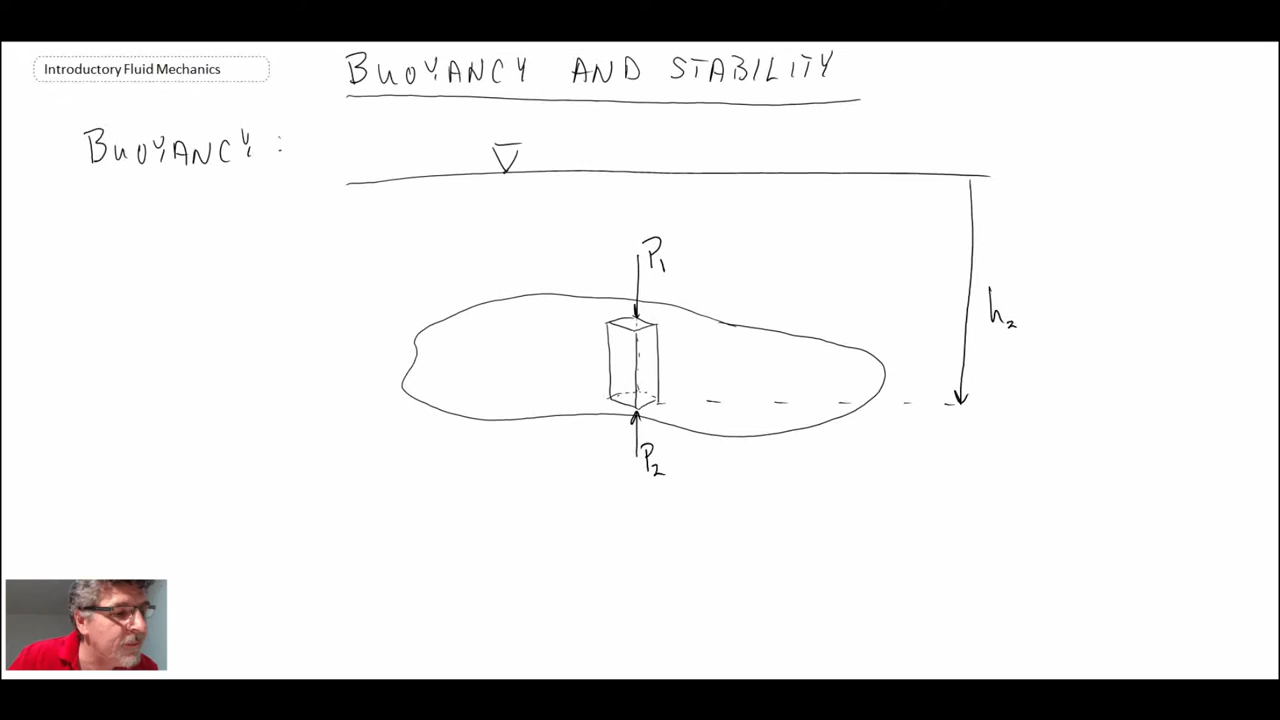 Introductory Fluid Mechanics
BUOYANCY AND STABILITY
BUOYANCY :
P1
h2
P2